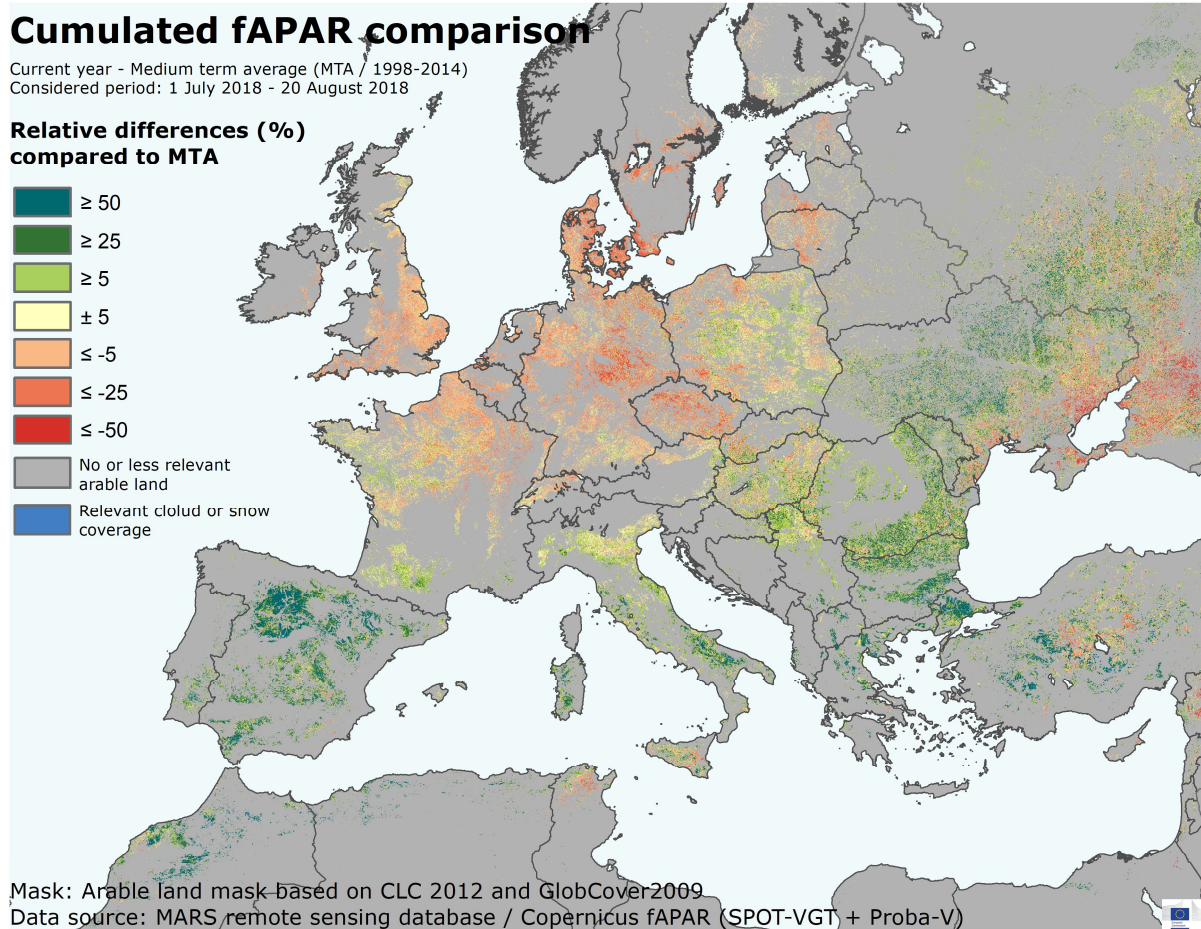 Cumulated fAPAR comparison
Current year - Medium term average (MTA / 1998-2014)
Considered period: 1 July 2018 - 20 August 2018
Relative differences (%)
compared to MTA
≥ 50
≥ 25
≥ 5
± 5
≤ -5
≤ -25
≤ -50
No or less relevant
arable land
Relevant cloud or snow
coverage
Mask: Arable land mask based on CLC 2012 and GlobCover2009
Data source: MARS remote sensing database / Copernicus fAPAR (SPOT-VGT + Proba-V)